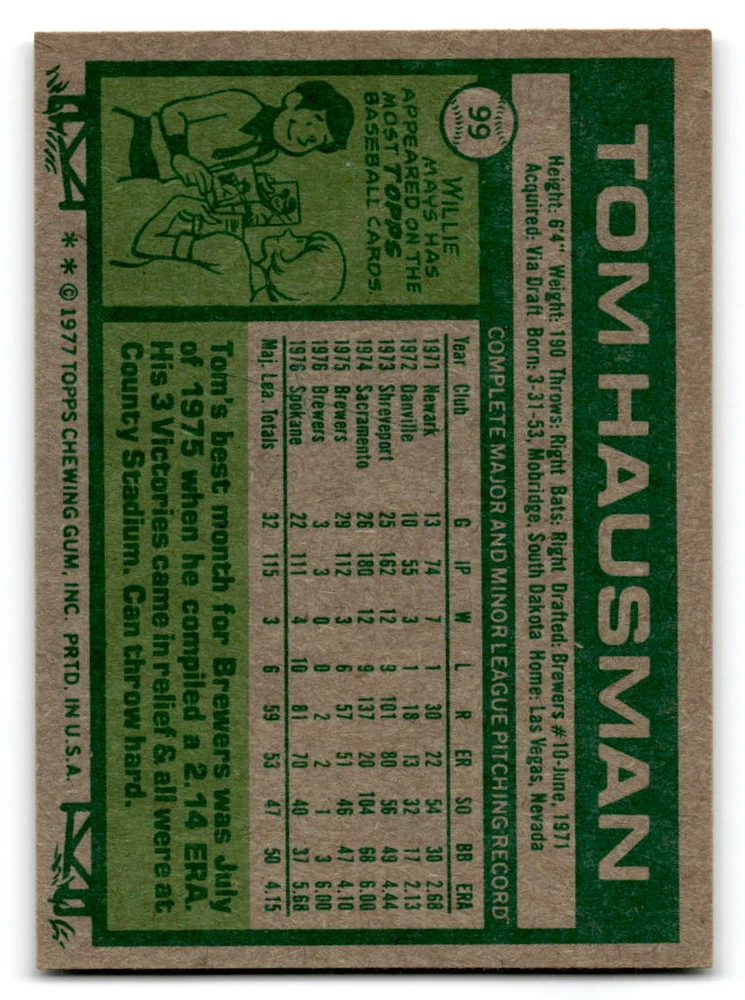 TOM HAUSMAN
99
Height: 6'4" Weight: 190 Throws: Right Bats: Right Drafted: Brewers #10-June, 1971
Acquired: Via Draft. Born: 3-31-53, Mobridge, South Dakota Home: Las Vegas, Nevada
COMPLETE MAJOR AND MINOR LEAGUE PITCHING RECORD
Year Club G IP W L R ER SO BB ERA
1971 Newark 13 74 7 1 30 22 54 30 2.68
1972 Danville 10 55 3 1 18 13 32 17 2.13
1973 Shreveport 25 162 12 9 101 80 56 49 4.44
1974 Sacramento 26 180 12 9 137 20 104 68 6.00
1975 Brewers 29 112 3 6 57 51 46 47 4.10
1976 Brewers 3 3 0 0 2 2 1 3 6.00
1976 Spokane 22 111 4 10 81 70 40 37 5.68
Maj. Lea. Totals 32 115 3 6 59 53 47 50 4.15
WILLIE
MAYS HAS
APPEARED ON THE
MOST TOPPS
BASEBALL CARDS.
Tom's best month for Brewers was July
of 1975 when he compiled a 2.14 ERA.
His 3 Victories came in relief & all were at
County Stadium. Can throw hard.
* * © 1977 TOPPS CHEWING GUM, INC. PRTD. IN U.S.A.